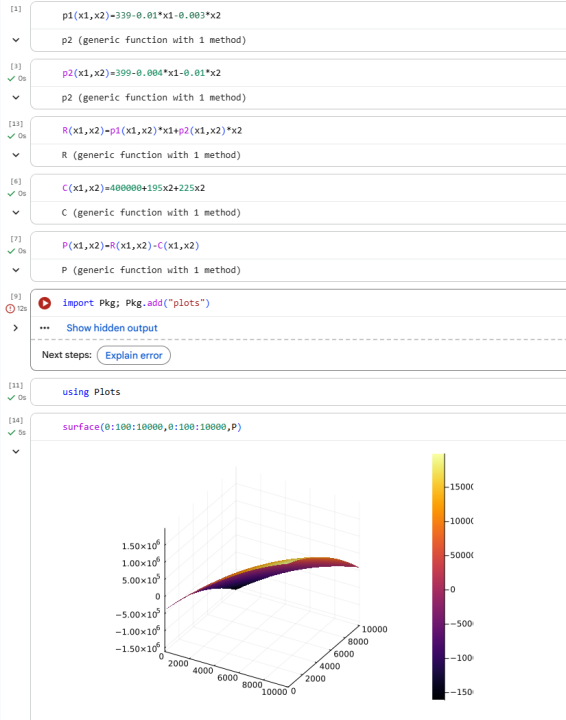 [1]
p1(x1,x2)=339-0.01*x1-0.003*x2
p2 (generic function with 1 method)
[3]
0s
p2(x1,x2)=399-0.004*x1-0.01*x2
p2 (generic function with 1 method)
[13]
0s
R(x1,x2)=p1(x1,x2)*x1+p2(x1,x2)*x2
R (generic function with 1 method)
[6]
0s
C(x1,x2)=400000+195x2+225x2
C (generic function with 1 method)
[7]
0s
P(x1,x2)=R(x1,x2)-C(x1,x2)
P (generic function with 1 method)
[9]
12s
import Pkg; Pkg.add("plots")
Show hidden output
Next steps: Explain error
[11]
0s
using Plots
[14]
5s
surface(0:100:10000,0:100:10000,P)
1.50×10⁶
1.00×10⁶
5.00×10⁵
0
−5.00×10⁵
−1.00×10⁶
−1.50×10⁶
0
2000
4000
6000
8000
10000
0
2000
4000
6000
8000
10000
15000
10000
50000
0
−500
−100
−150